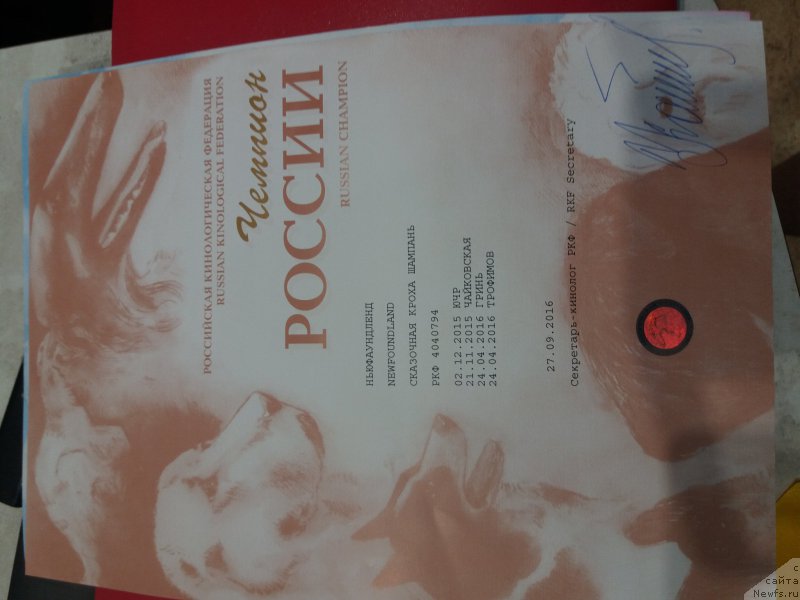 РОССИЙСКАЯ КИНОЛОГИЧЕСКАЯ ФЕДЕРАЦИЯ
RUSSIAN KINOLOGICAL FEDERATION
Чемпион
РОССИИ
RUSSIAN CHAMPION
НЬЮФАУНДЛЕНД
NEWFOUNDLAND
СКАЗОЧНАЯ КРОХА ШАМПАНЬ
РКФ 4040794
02.12.2015 ЮЧР
21.11.2015 ЧАЙКОВСКАЯ
24.04.2016 ГРИНЬ
24.04.2016 ТРОФИМОВ
27.09.2016
Секретарь-кинолог РКФ / RKF Secretary
с
сайта
Newfs.ru